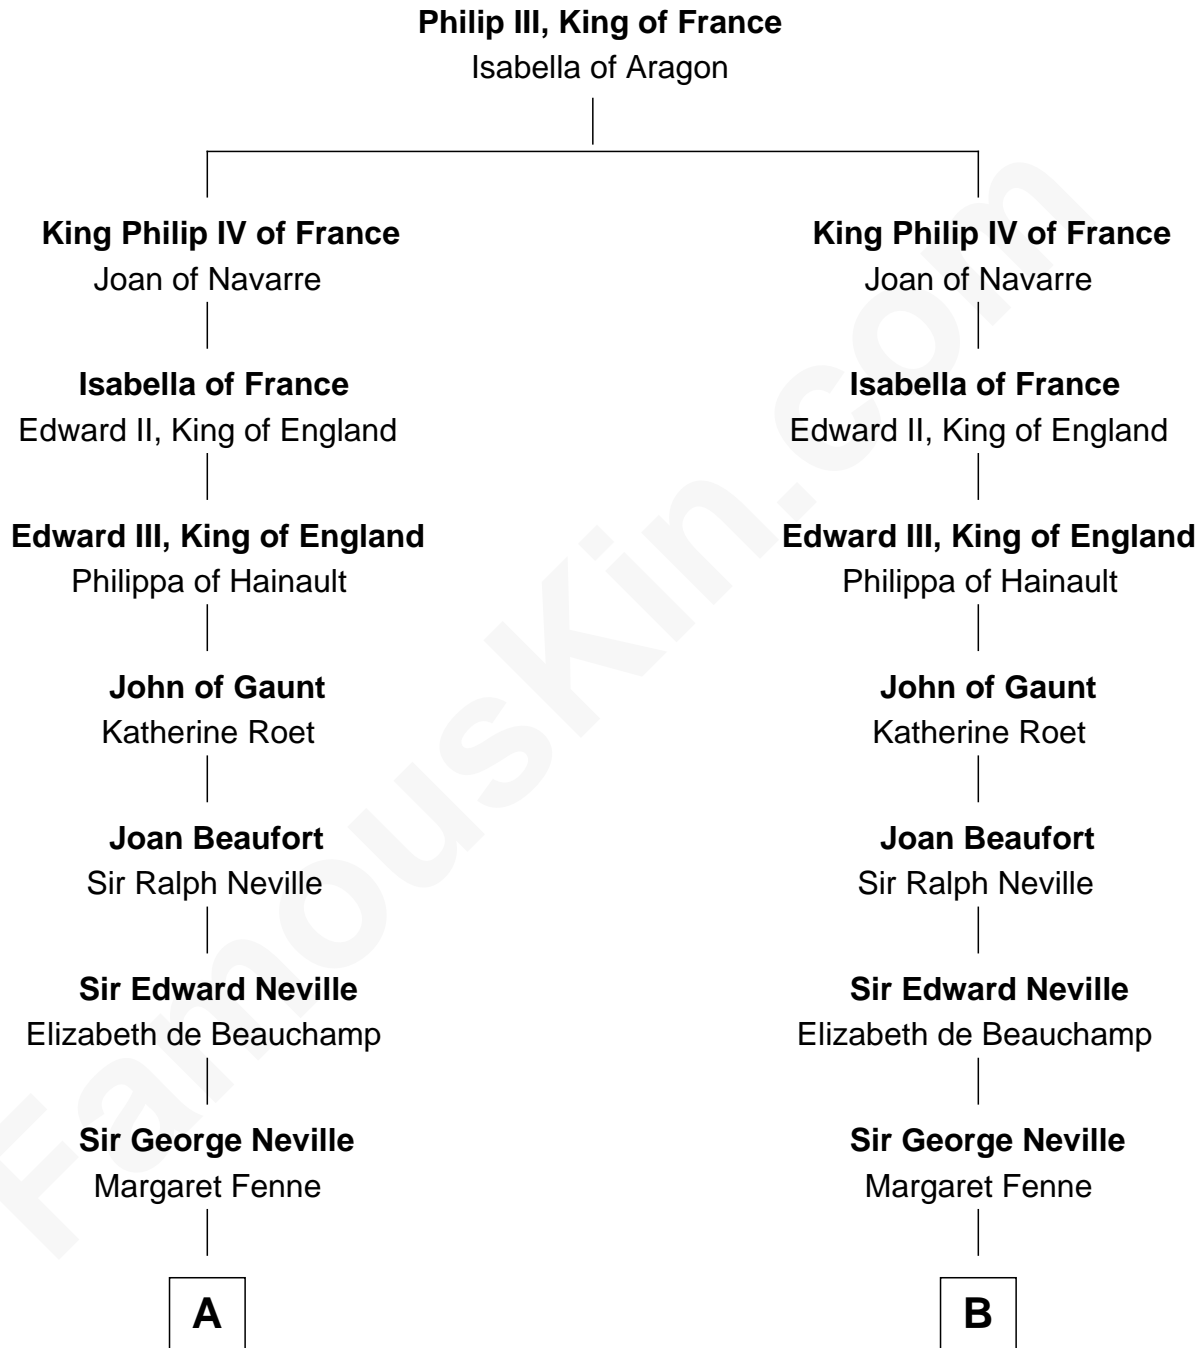 Philip III, King of France
Isabella of Aragon
King Philip IV of France
Joan of Navarre
Isabella of France
Edward II, King of England
Edward III, King of England
Philippa of Hainault
John of Gaunt
Katherine Roet
Joan Beaufort
Sir Ralph Neville
Sir Edward Neville
Elizabeth de Beauchamp
Sir George Neville
Margaret Fenne
A
King Philip IV of France
Joan of Navarre
Isabella of France
Edward II, King of England
Edward III, King of England
Philippa of Hainault
John of Gaunt
Katherine Roet
Joan Beaufort
Sir Ralph Neville
Sir Edward Neville
Elizabeth de Beauchamp
Sir George Neville
Margaret Fenne
B
FamousKin.com